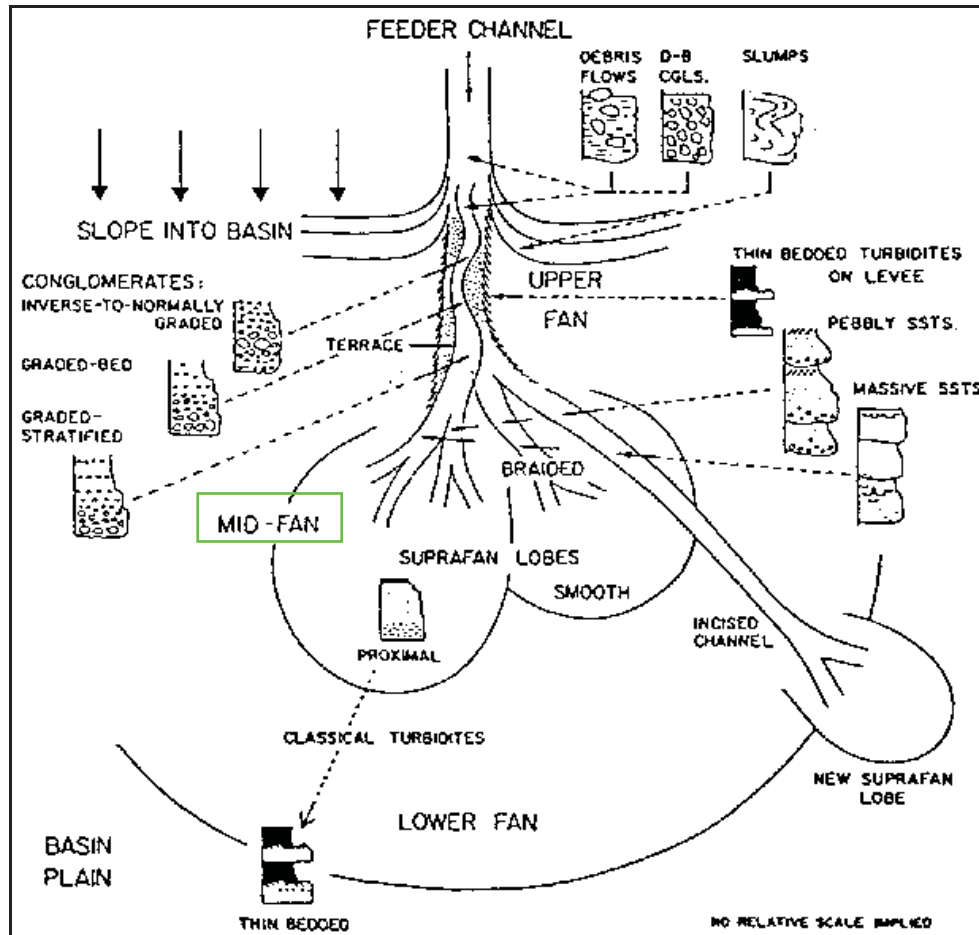 FEEDER CHANNEL
DEBRIS
FLOWS
D-B
CGLS.
SLUMPS
SLOPE INTO BASIN
CONGLOMERATES:
INVERSE-TO-NORMALLY
GRADED
UPPER
FAN
THIN BEDDED TURBIDITES
ON LEVEE
PEBBLY SSTS.
TERRACE
GRADED-BED
MASSIVE SSTS
GRADED-
STRATIFIED
BRAIDED
MID-FAN
SUPRAFAN LOBES
SMOOTH
INCISED
CHANNEL
PROXIMAL
CLASSICAL TURBIDITES
NEW SUPRAFAN
LOBE
LOWER FAN
BASIN
PLAIN
THIN BEDDED
NO RELATIVE SCALE IMPLIED